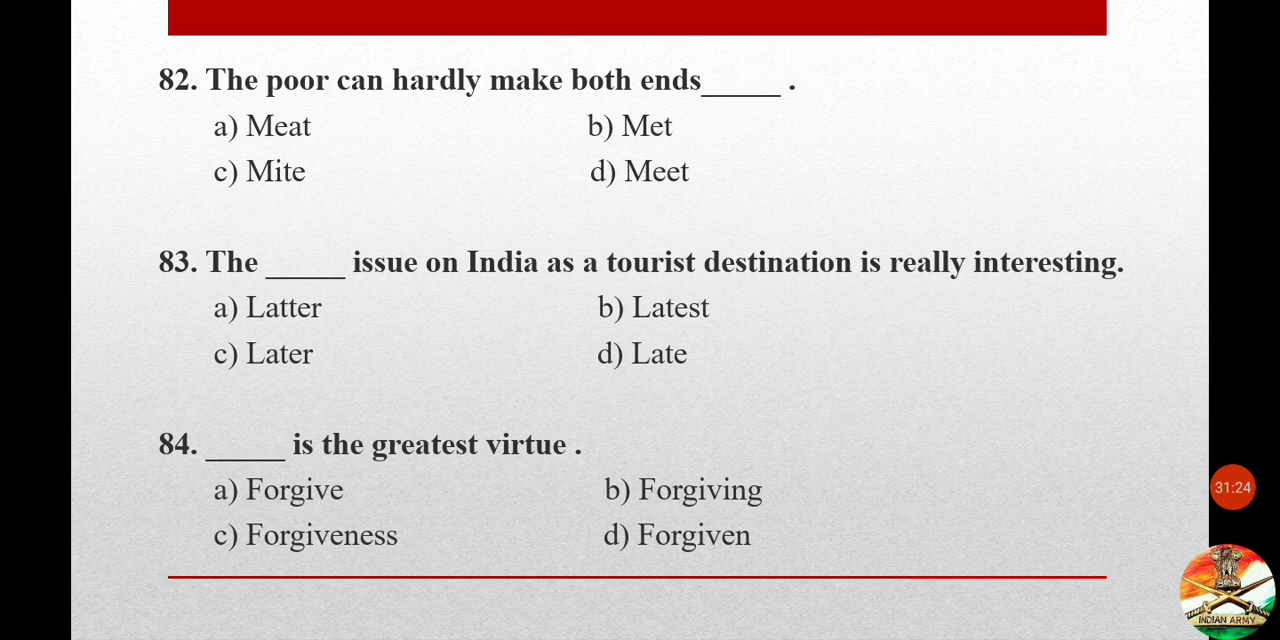 82. The poor can hardly make both ends_____ .
a) Meat b) Met
c) Mite d) Meet
83. The _____ issue on India as a tourist destination is really interesting.
a) Latter b) Latest
c) Later d) Late
84. _____ is the greatest virtue .
a) Forgive b) Forgiving
c) Forgiveness d) Forgiven
31:24
INDIAN ARMY